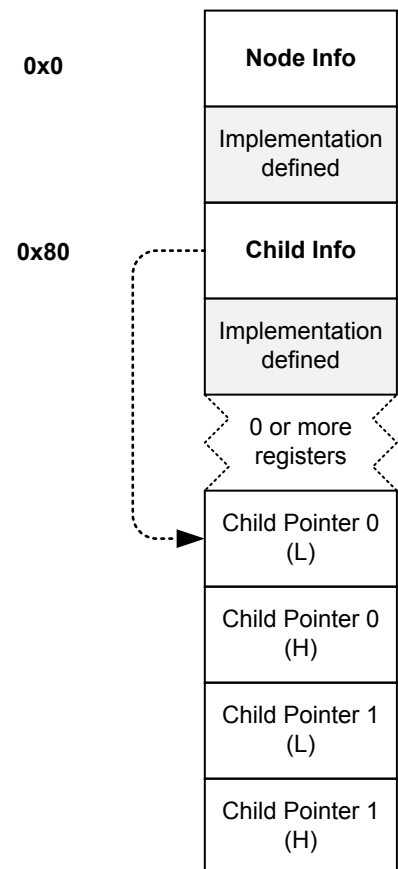 0x0
Node Info
Implementation
defined
0x80
Child Info
Implementation
defined
0 or more
registers
Child Pointer 0
(L)
Child Pointer 0
(H)
Child Pointer 1
(L)
Child Pointer 1
(H)